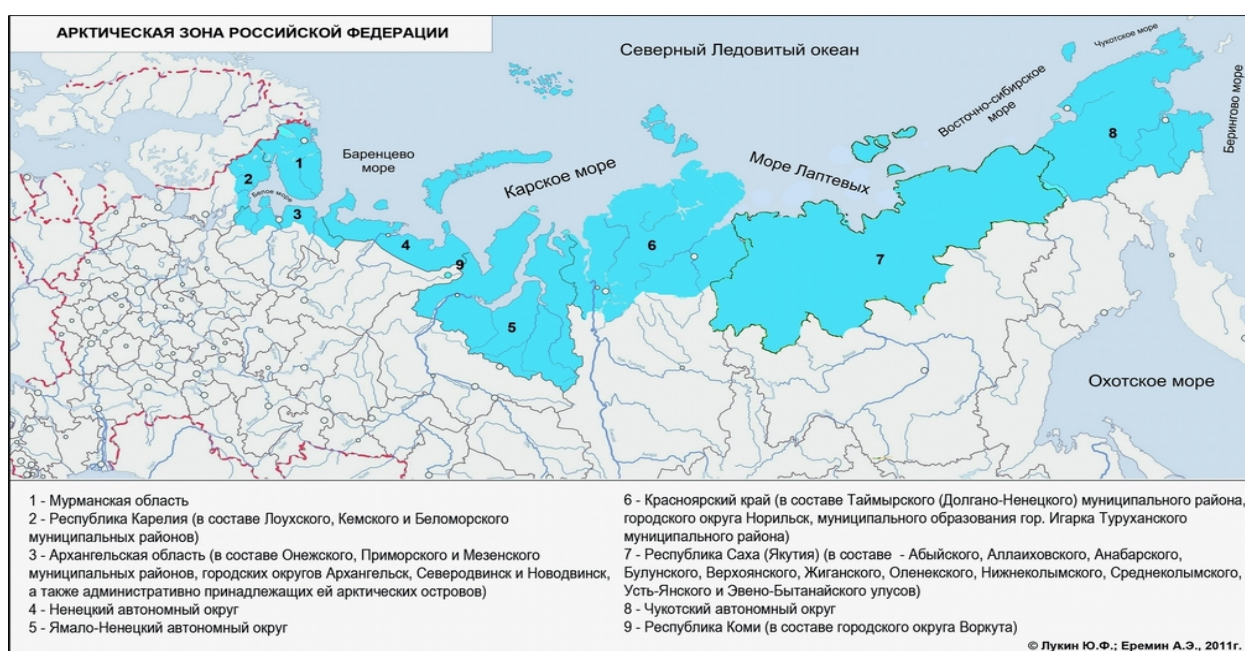 АРКТИЧЕСКАЯ ЗОНА РОССИЙСКОЙ ФЕДЕРАЦИИ
Северный Ледовитый океан
Чукотское море
Восточно-сибирское
море
Берингово море
Баренцево
море
Карское море
Море Лаптевых
Белое море
1
2
3
4
9
5
6
7
8
Охотское море
1 - Мурманская область
2 - Республика Карелия (в составе Лоухского, Кемского и Беломорского
муниципальных районов)
3 - Архангельская область (в составе Онежского, Приморского и Мезенского
муниципальных районов, городских округов Архангельск, Северодвинск и Новодвинск,
а также административно принадлежащих ей арктических островов)
4 - Ненецкий автономный округ
5 - Ямало-Ненецкий автономный округ
6 - Красноярский край (в составе Таймырского (Долгано-Ненецкого) муниципального района,
городского округа Норильск, муниципального образования гор. Игарка Туруханского
муниципального района)
7 - Республика Саха (Якутия) (в составе - Абыйского, Аллаиховского, Анабарского,
Булунского, Верхоянского, Жиганского, Оленекского, Нижнеколымского, Среднеколымского,
Усть-Янского и Эвено-Бытанайского улусов)
8 - Чукотский автономный округ
9 - Республика Коми (в составе городского округа Воркута)
© Лукин Ю.Ф.; Еремин А.Э., 2011г.